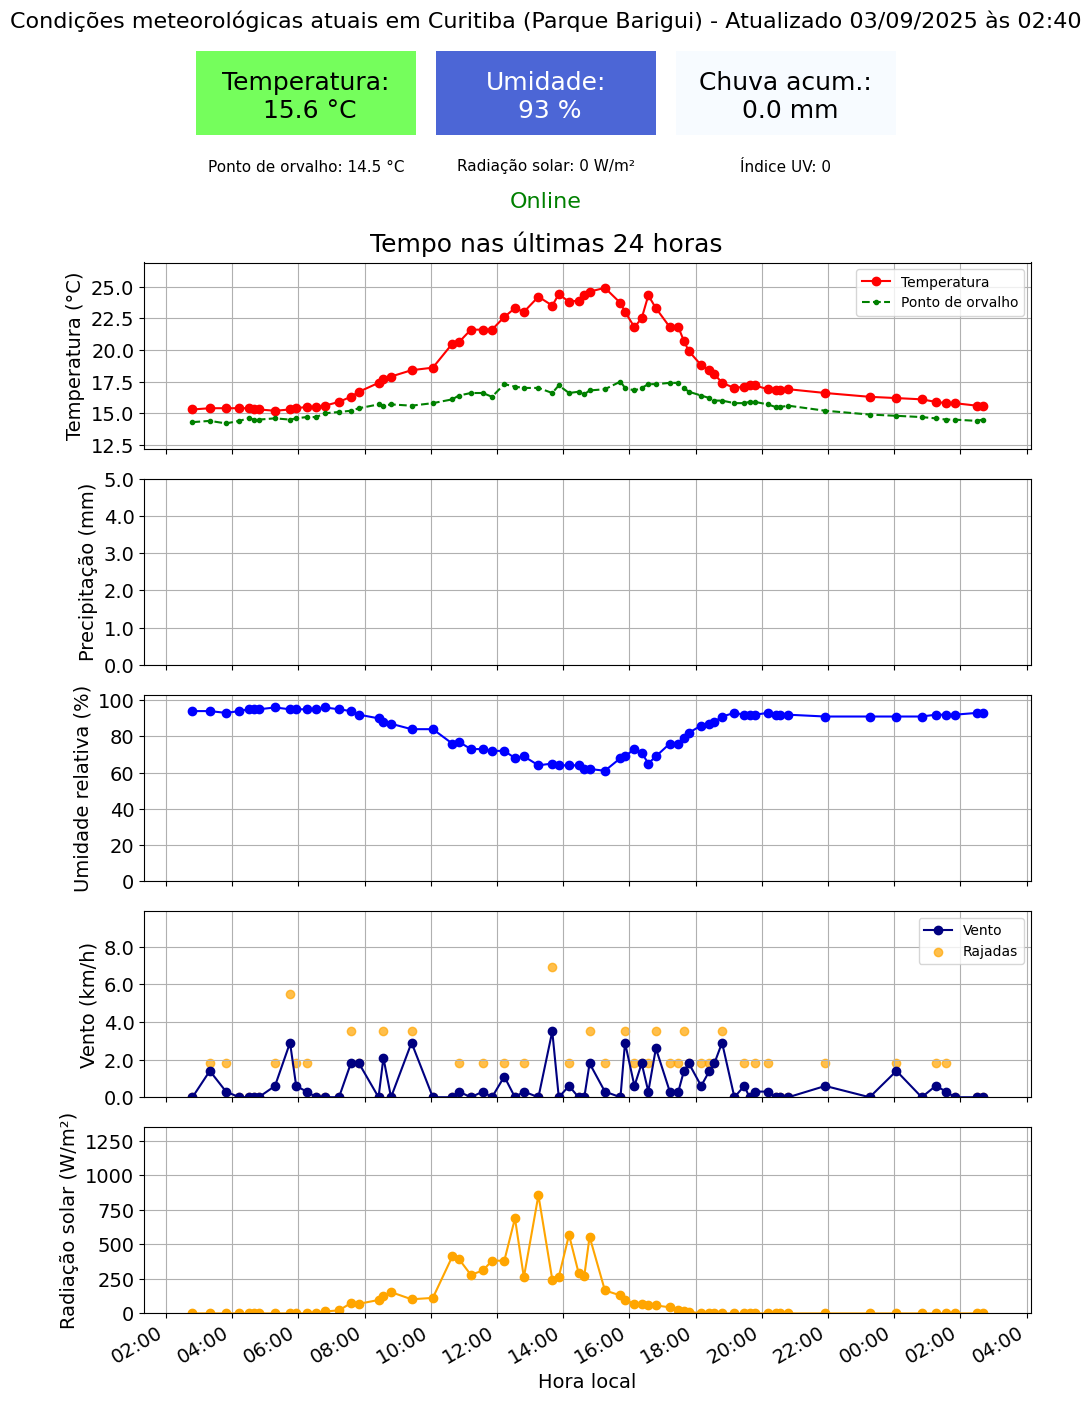 Condições meteorológicas atuais em Curitiba (Parque Barigui) - Atualizado 03/09/2025 às 02:40
Temperatura:
15.6 °C
Umidade:
93 %
Chuva acum.:
0.0 mm
Ponto de orvalho: 14.5 °C
Radiação solar: 0 W/m²
Índice UV: 0
Online
Tempo nas últimas 24 horas
Temperatura (°C)
25.0
22.5
20.0
17.5
15.0
12.5
Temperatura
Ponto de orvalho
Precipitação (mm)
5.0
4.0
3.0
2.0
1.0
0.0
Umidade relativa (%)
100
80
60
40
20
0
Vento (km/h)
8.0
6.0
4.0
2.0
0.0
Vento
Rajadas
Radiação solar (W/m²)
1250
1000
750
500
250
0
02:00
04:00
06:00
08:00
10:00
12:00
14:00
16:00
18:00
20:00
22:00
00:00
02:00
04:00
Hora local